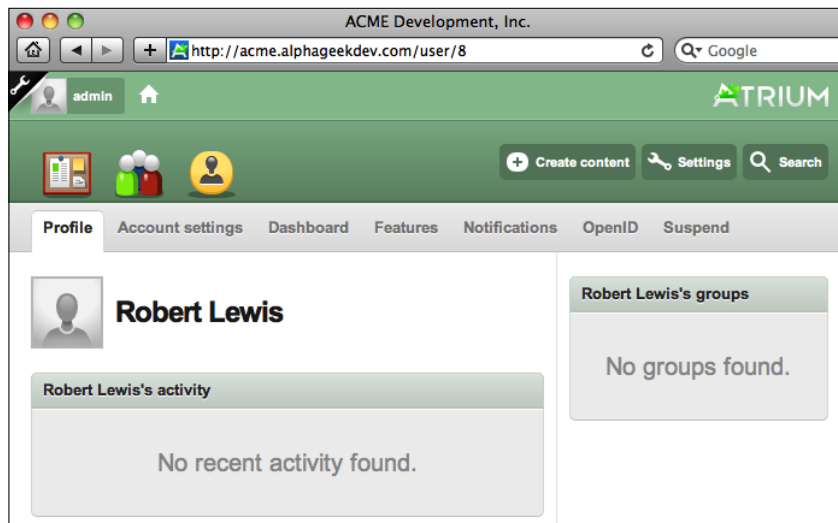 ACME Development, Inc.
http://acme.alphageekdev.com/user/8
Google
admin
ATRIUM
Create content
Settings
Search
Profile Account settings Dashboard Features Notifications OpenID Suspend
Robert Lewis
Robert Lewis's activity
No recent activity found.
Robert Lewis's groups
No groups found.